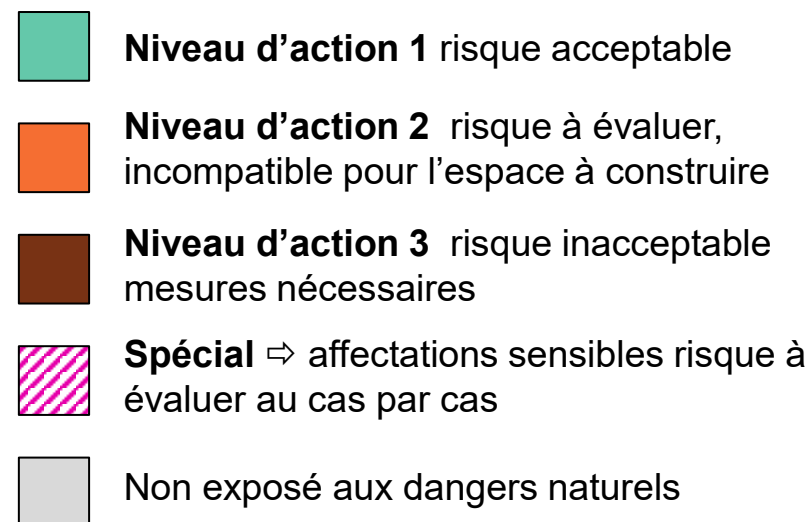 Niveau d’action 1 risque acceptable
Niveau d’action 2 risque à évaluer,
incompatible pour l’espace à construire
Niveau d’action 3 risque inacceptable
mesures nécessaires
Spécial ⇨ affectations sensibles risque à
évaluer au cas par cas
Non exposé aux dangers naturels